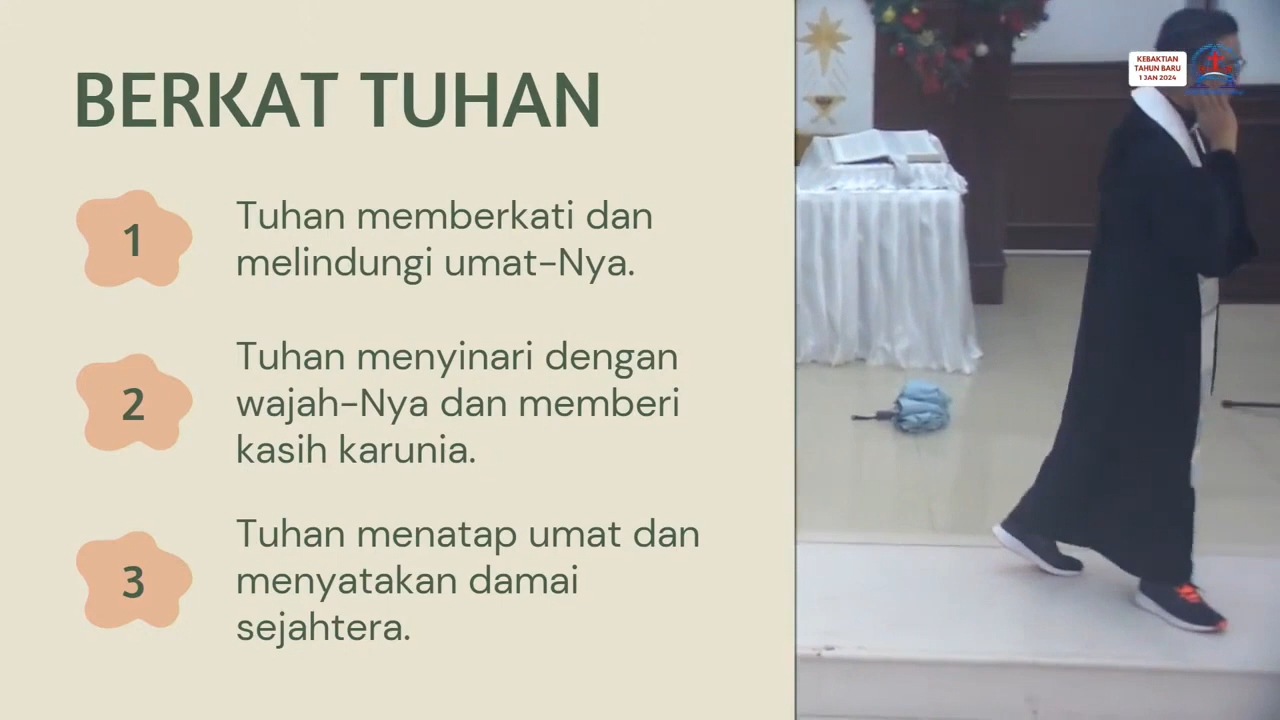 BERKAT TUHAN
1
Tuhan memberkati dan
melindungi umat-Nya.
2
Tuhan menyinari dengan
wajah-Nya dan memberi
kasih karunia.
3
Tuhan menatap umat dan
menyatakan damai
sejahtera.
KEBAKTIAN
TAHUN BARU
1 JAN 2024